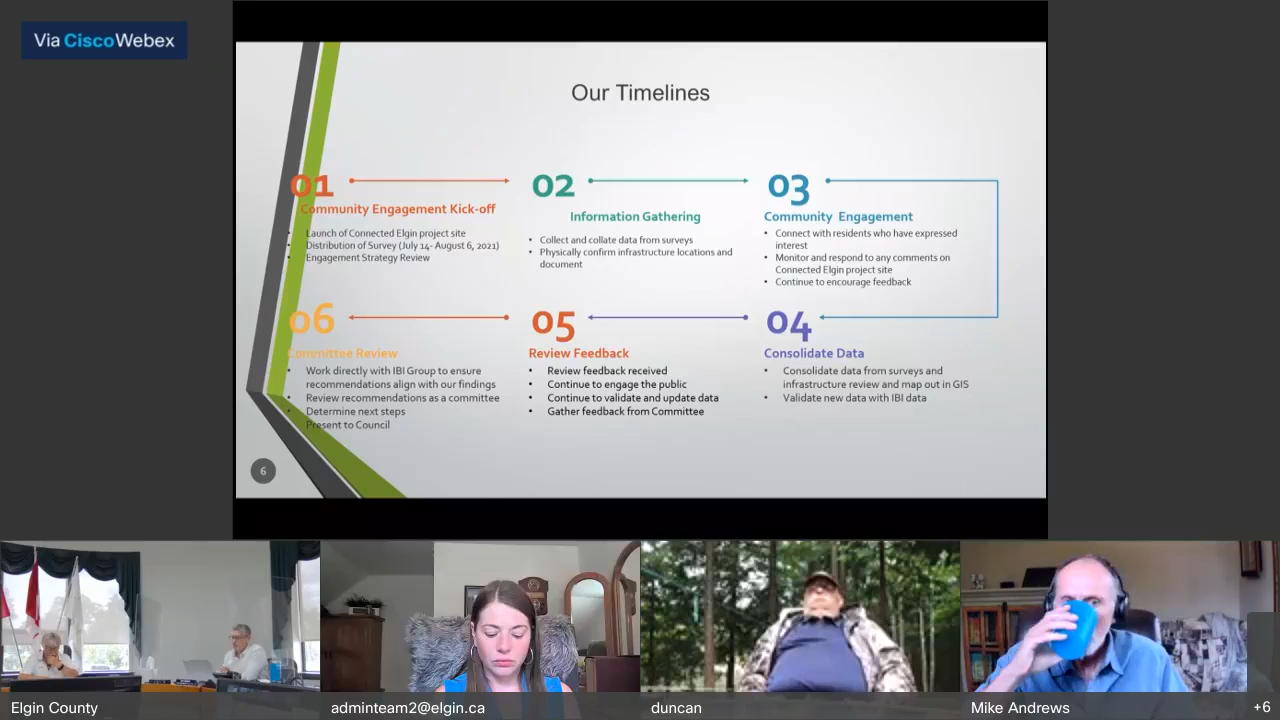 Via Cisco Webex
Our Timelines
01
Community Engagement Kick-off
• Launch of Connected Elgin project site
• Distribution of Survey (July 14- August 6, 2021)
• Engagement Strategy Review
02
Information Gathering
• Collect and collate data from surveys
• Physically confirm infrastructure locations and
document
03
Community Engagement
• Connect with residents who have expressed
interest
• Monitor and respond to any comments on
Connected Elgin project site
• Continue to encourage feedback
06
Committee Review
• Work directly with IBI Group to ensure
recommendations align with our findings
• Review recommendations as a committee
• Determine next steps
Present to Council
05
Review Feedback
• Review feedback received
• Continue to engage the public
• Continue to validate and update data
• Gather feedback from Committee
04
Consolidate Data
• Consolidate data from surveys and
infrastructure review and map out in GIS
• Validate new data with IBI data
6
Elgin County
adminteam2@elgin.ca
duncan
Mike Andrews
+6